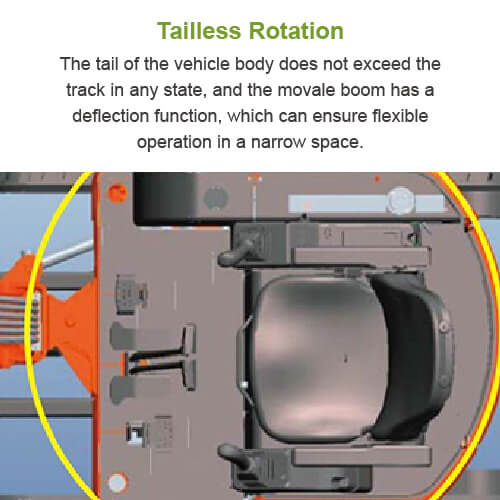 Tailless Rotation
The tail of the vehicle body does not exceed the
track in any state, and the movale boom has a
deflection function, which can ensure flexible
operation in a narrow space.